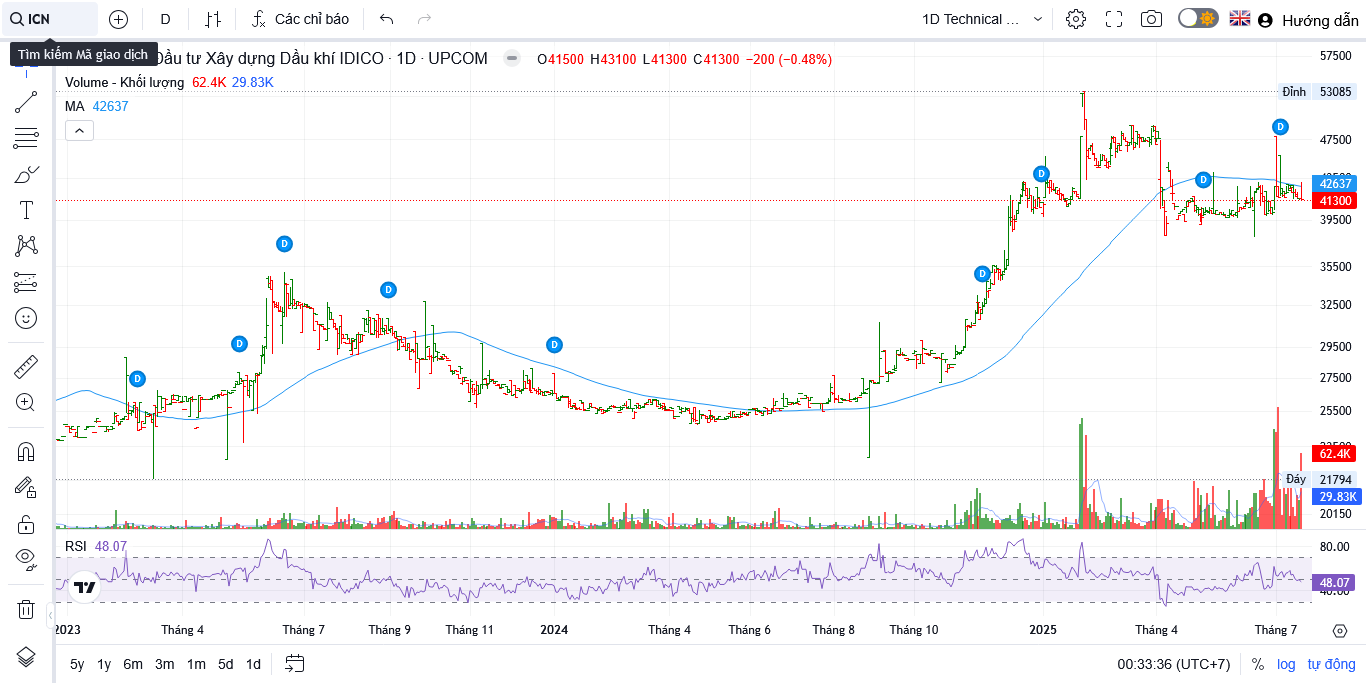 ICN
D
Các chỉ báo
1D Technical ...
Hướng dẫn
Tìm kiếm Mã giao dịch
Đầu tư Xây dựng Dầu khí IDICO · 1D · UPCOM
O41500 H43100 L41300 C41300 −200 (−0.48%)
Volume - Khối lượng 62.4K 29.83K
MA 42637
57500
Đỉnh 53085
47500
42637
41300
39500
35500
32500
29500
27500
25500
62.4K
Đáy 21794
29.83K
20150
D
D
D
D
D
D
D
D
D
RSI 48.07
80.00
48.07
40.00
2023
Tháng 4
Tháng 7
Tháng 9
Tháng 11
2024
Tháng 4
Tháng 6
Tháng 8
Tháng 10
2025
Tháng 4
Tháng 7
5y 1y 6m 3m 1m 5d 1d
00:33:36 (UTC+7)
% log tự động